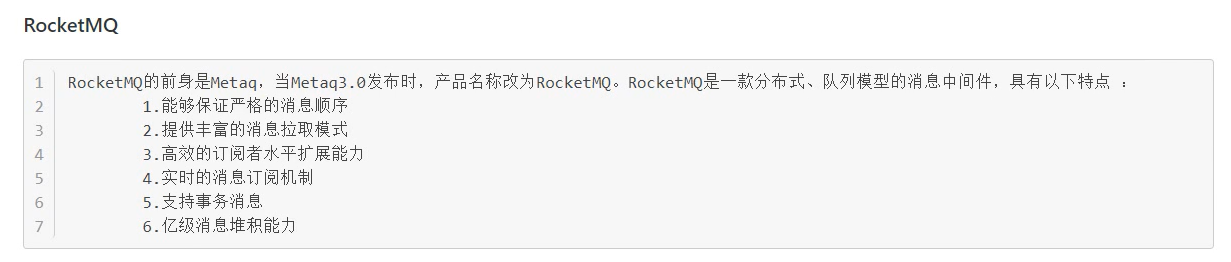 RocketMQ
1 RocketMQ的前身是Metaq，当Metaq3.0发布时，产品名称改为RocketMQ。RocketMQ是一款分布式、队列模型的消息中间件，具有以下特点 ：
2 1.能够保证严格的消息顺序
3 2.提供丰富的消息拉取模式
4 3.高效的订阅者水平扩展能力
5 4.实时的消息订阅机制
6 5.支持事务消息
7 6.亿级消息堆积能力